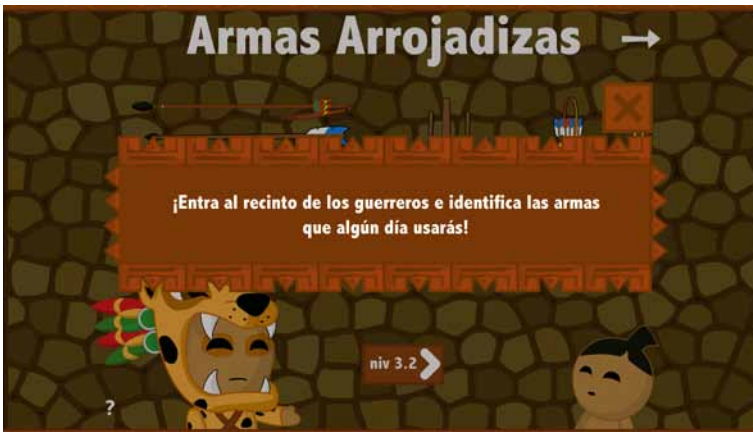 Armas Arrojadizas
¡Entra al recinto de los guerreros e identifica las armas
que algún día usarás!
niv 3.2
?